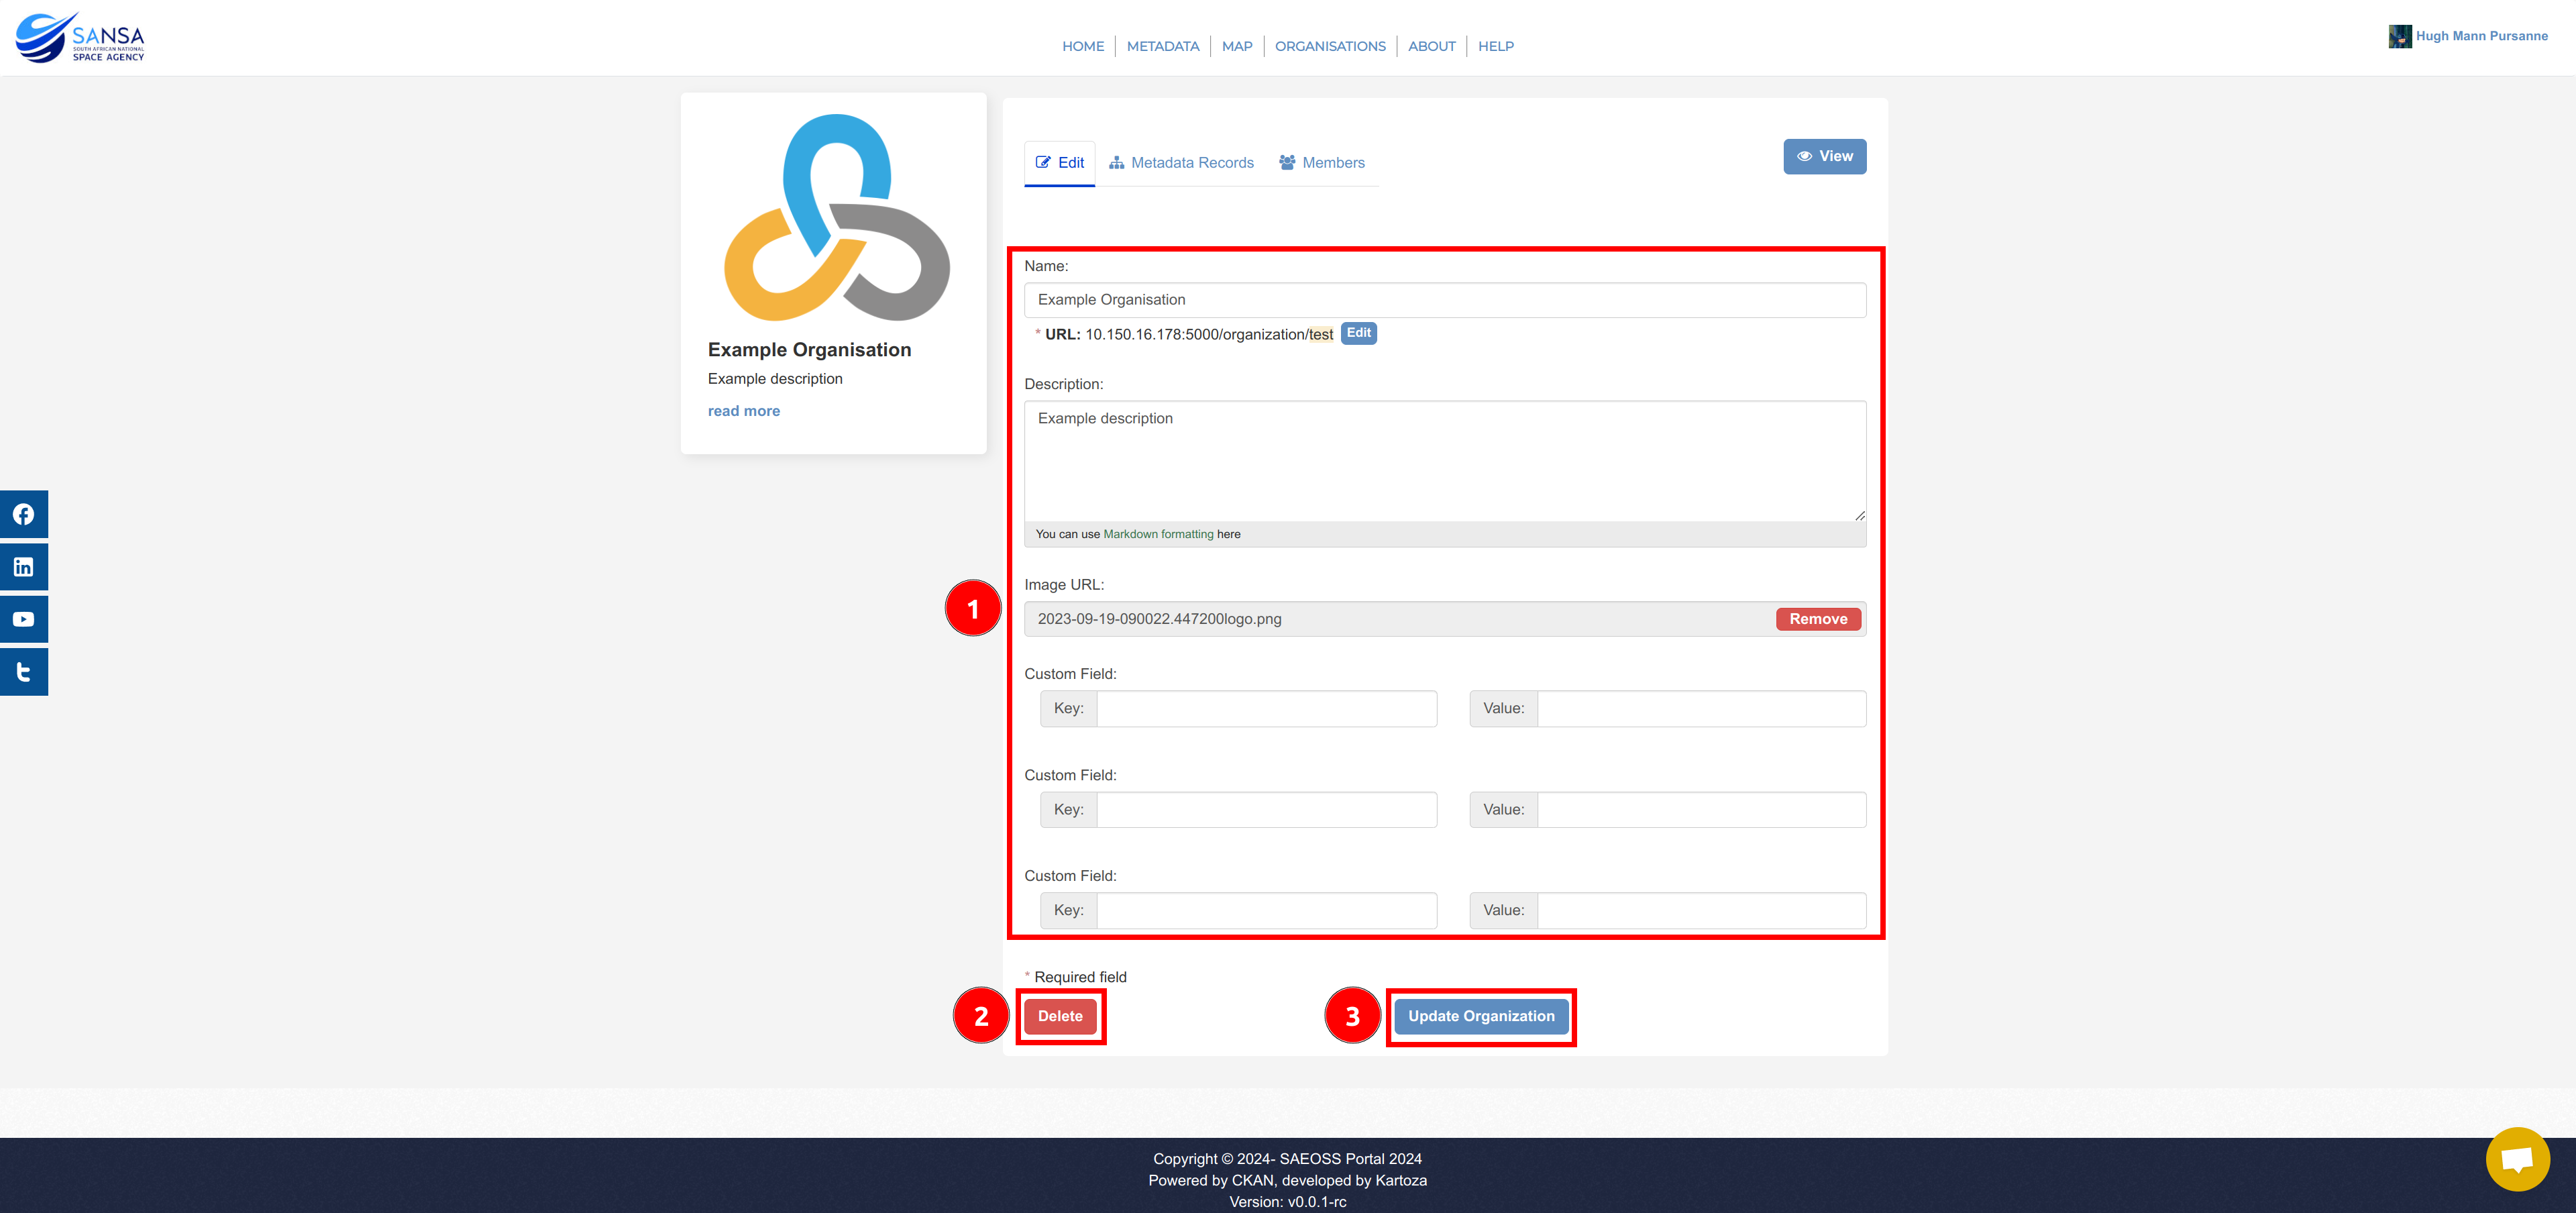 SANSA
SOUTH AFRICAN NATIONAL
SPACE AGENCY
HOME METADATA MAP ORGANISATIONS ABOUT HELP
Hugh Mann Pursanne
Example Organisation
Example description
read more
Edit Metadata Records Members
View
Name:
Example Organisation
* URL: 10.150.16.178:5000/organization/test Edit
Description:
Example description
You can use Markdown formatting here
Image URL:
2023-09-19-090022.447200logo.png Remove
1
Custom Field:
Key: Value:
Custom Field:
Key: Value:
Custom Field:
Key: Value:
* Required field
2 Delete 3 Update Organization
Copyright © 2024- SAEOSS Portal 2024
Powered by CKAN, developed by Kartoza
Version: v0.0.1-rc